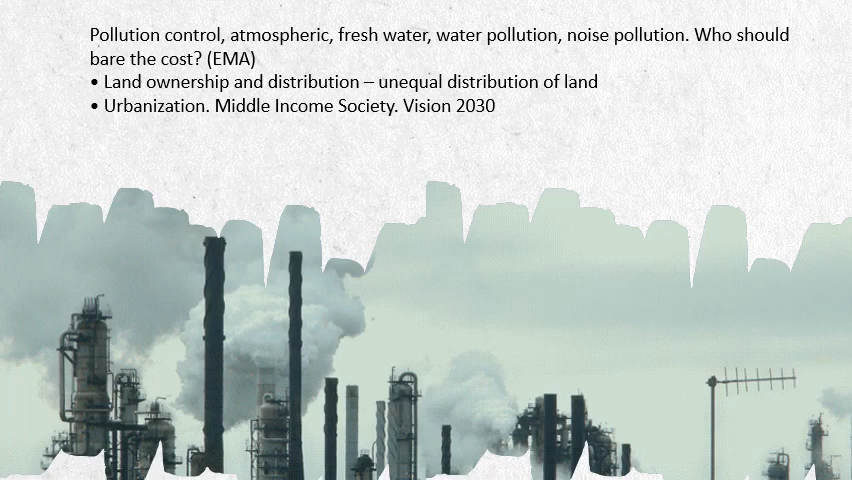 Pollution control, atmospheric, fresh water, water pollution, noise pollution. Who should
bare the cost? (EMA)
• Land ownership and distribution – unequal distribution of land
• Urbanization. Middle Income Society. Vision 2030